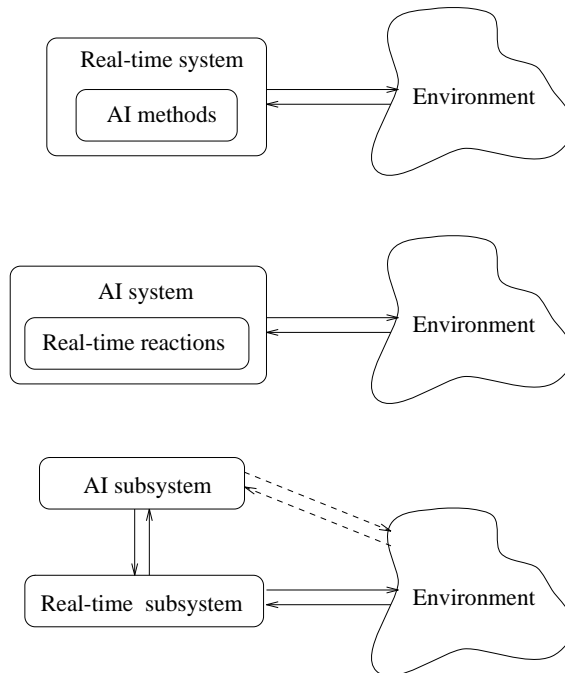 Real-time system
AI methods
Environment
AI system
Real-time reactions
Environment
AI subsystem
Real-time subsystem
Environment